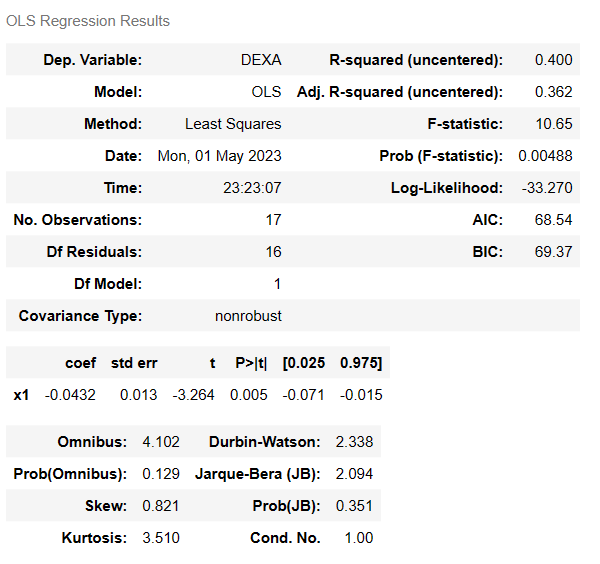 OLS Regression Results
Dep. Variable: DEXA R-squared (uncentered): 0.400
Model: OLS Adj. R-squared (uncentered): 0.362
Method: Least Squares F-statistic: 10.65
Date: Mon, 01 May 2023 Prob (F-statistic): 0.00488
Time: 23:23:07 Log-Likelihood: -33.270
No. Observations: 17 AIC: 68.54
Df Residuals: 16 BIC: 69.37
Df Model: 1
Covariance Type: nonrobust
coef std err t P>|t| [0.025 0.975]
x1 -0.0432 0.013 -3.264 0.005 -0.071 -0.015
Omnibus: 4.102 Durbin-Watson: 2.338
Prob(Omnibus): 0.129 Jarque-Bera (JB): 2.094
Skew: 0.821 Prob(JB): 0.351
Kurtosis: 3.510 Cond. No. 1.00